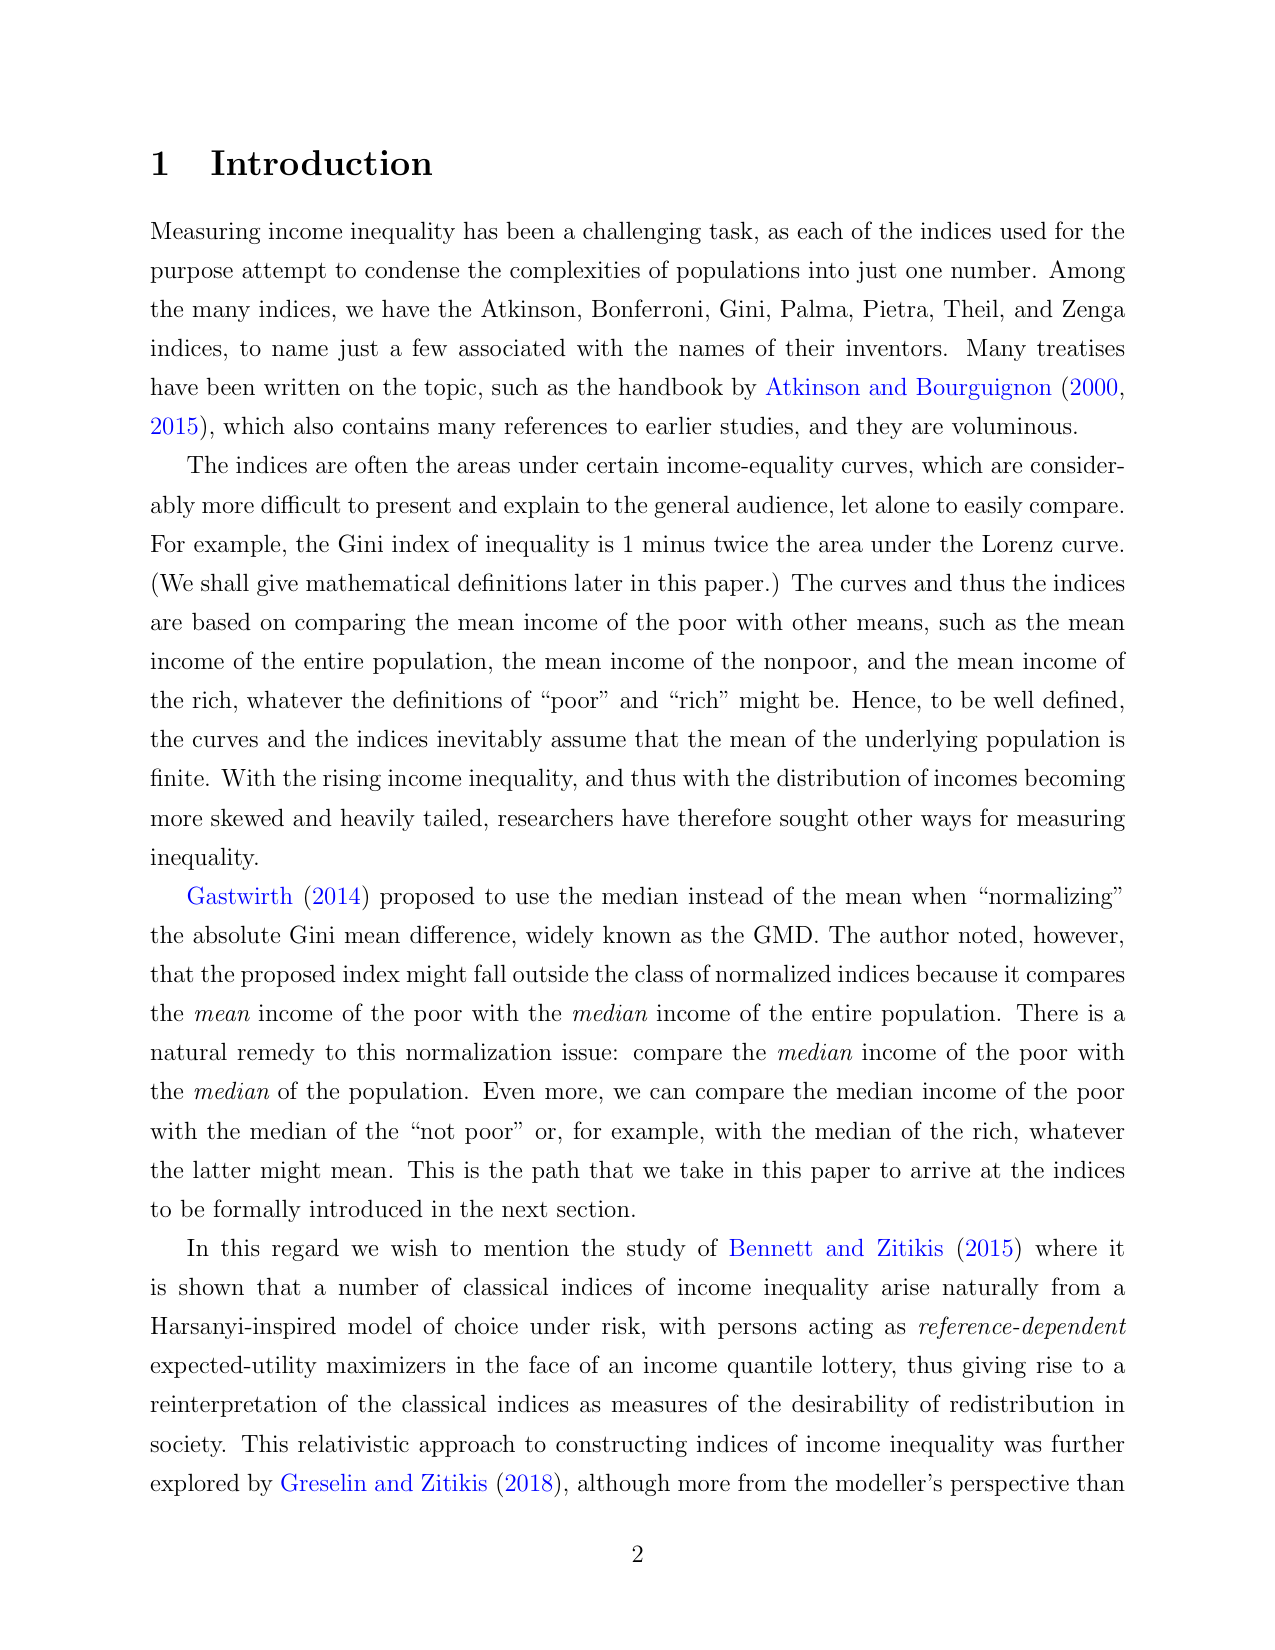 1 Introduction
Measuring income inequality has been a challenging task, as each of the indices used for the
purpose attempt to condense the complexities of populations into just one number. Among
the many indices, we have the Atkinson, Bonferroni, Gini, Palma, Pietra, Theil, and Zenga
indices, to name just a few associated with the names of their inventors. Many treatises
have been written on the topic, such as the handbook by Atkinson and Bourguignon (2000,
2015), which also contains many references to earlier studies, and they are voluminous.
The indices are often the areas under certain income-equality curves, which are consider-
ably more difficult to present and explain to the general audience, let alone to easily compare.
For example, the Gini index of inequality is 1 minus twice the area under the Lorenz curve.
(We shall give mathematical definitions later in this paper.) The curves and thus the indices
are based on comparing the mean income of the poor with other means, such as the mean
income of the entire population, the mean income of the nonpoor, and the mean income of
the rich, whatever the definitions of “poor” and “rich” might be. Hence, to be well defined,
the curves and the indices inevitably assume that the mean of the underlying population is
finite. With the rising income inequality, and thus with the distribution of incomes becoming
more skewed and heavily tailed, researchers have therefore sought other ways for measuring
inequality.
Gastwirth (2014) proposed to use the median instead of the mean when “normalizing”
the absolute Gini mean difference, widely known as the GMD. The author noted, however,
that the proposed index might fall outside the class of normalized indices because it compares
the mean income of the poor with the median income of the entire population. There is a
natural remedy to this normalization issue: compare the median income of the poor with
the median of the population. Even more, we can compare the median income of the poor
with the median of the “not poor” or, for example, with the median of the rich, whatever
the latter might mean. This is the path that we take in this paper to arrive at the indices
to be formally introduced in the next section.
In this regard we wish to mention the study of Bennett and Zitikis (2015) where it
is shown that a number of classical indices of income inequality arise naturally from a
Harsanyi-inspired model of choice under risk, with persons acting as reference-dependent
expected-utility maximizers in the face of an income quantile lottery, thus giving rise to a
reinterpretation of the classical indices as measures of the desirability of redistribution in
society. This relativistic approach to constructing indices of income inequality was further
explored by Greselin and Zitikis (2018), although more from the modeller’s perspective than
2